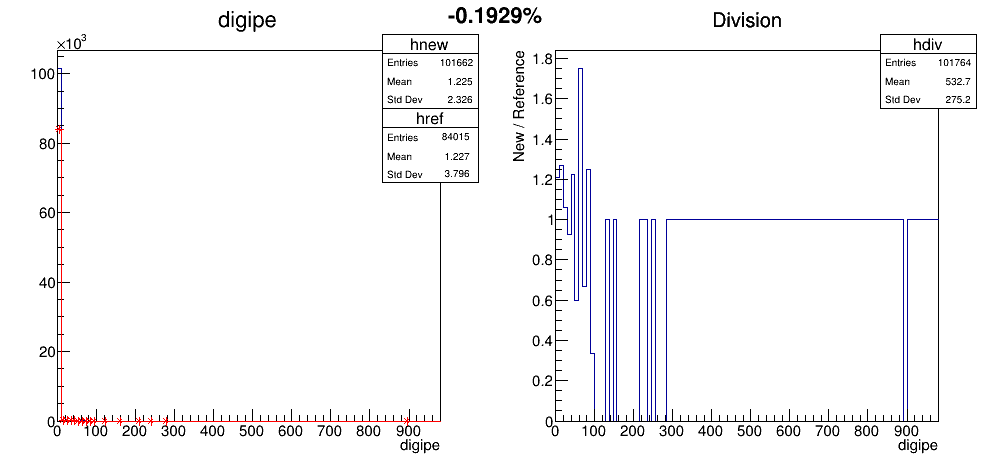 -0.1929%
digipe
×10³
hnew
Entries 101662
Mean 1.225
Std Dev 2.326
href
Entries 84015
Mean 1.227
Std Dev 3.796
100
80
60
40
20
0
0 100 200 300 400 500 600 700 800 900
digipe
Division
hdiv
Entries 101764
Mean 532.7
Std Dev 275.2
New / Reference
1.8
1.6
1.4
1.2
1
0.8
0.6
0.4
0.2
0
0 100 200 300 400 500 600 700 800 900
digipe